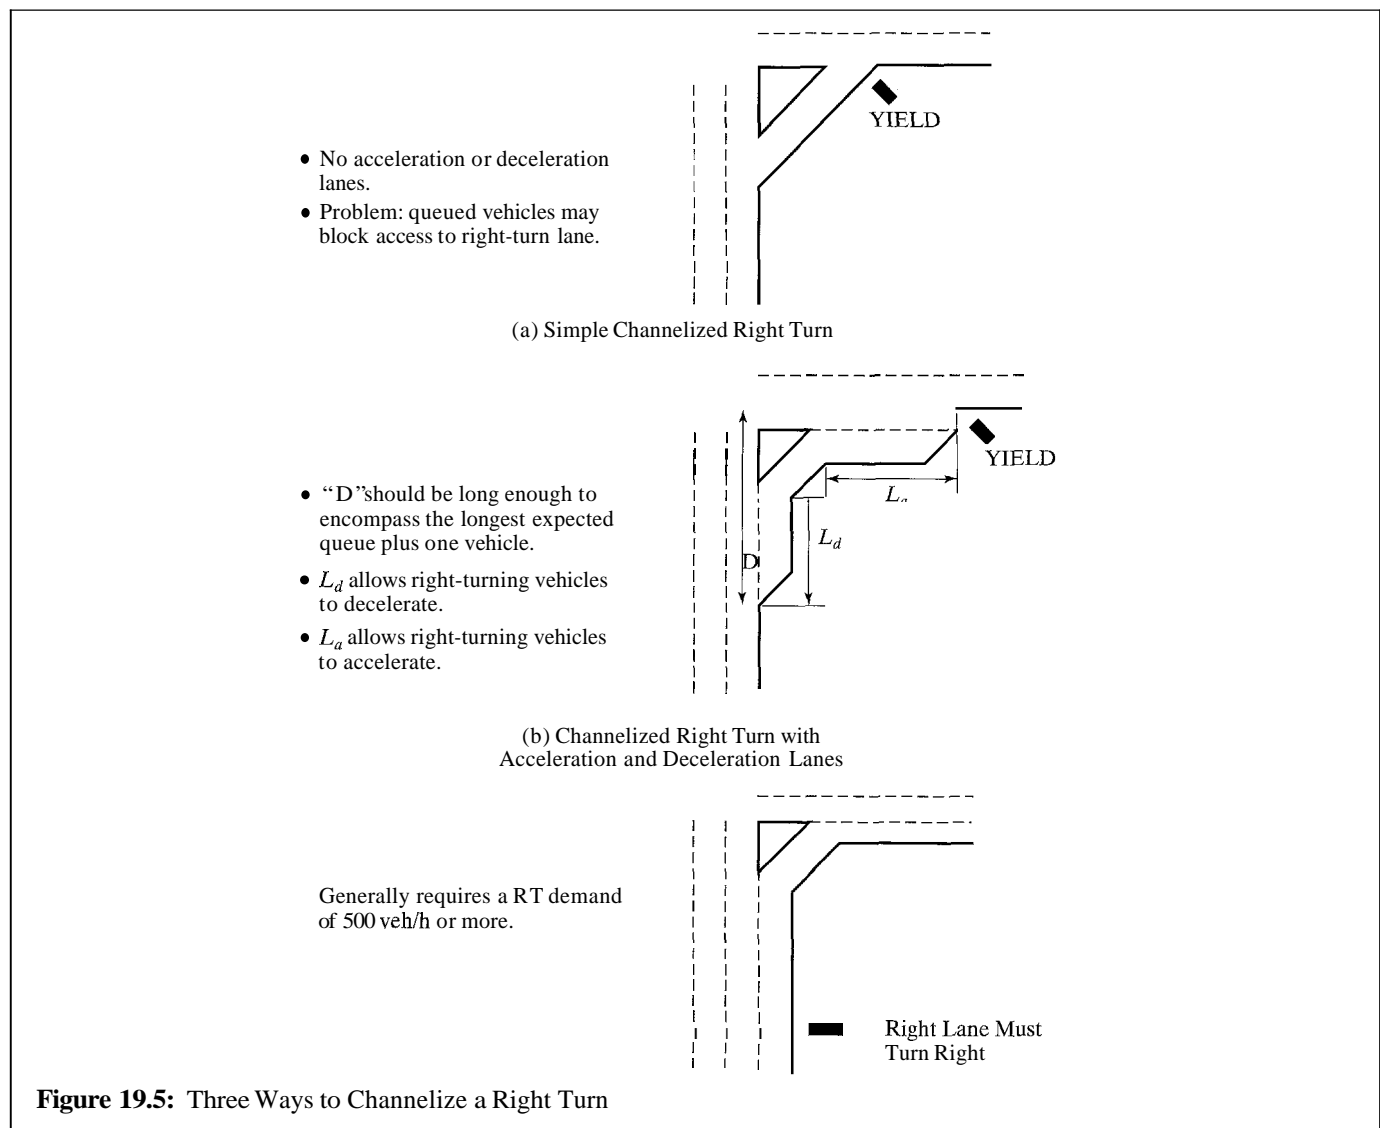 YIELD
• No acceleration or deceleration
lanes.
• Problem: queued vehicles may
block access to right-turn lane.
(a) Simple Channelized Right Turn
YIELD
• “D”should be long enough to
encompass the longest expected
queue plus one vehicle.
• L_d allows right-turning vehicles
to decelerate.
• L_a allows right-turning vehicles
to accelerate.
L_a
L_d
D
(b) Channelized Right Turn with
Acceleration and Deceleration Lanes
Generally requires a RT demand
of 500 veh/h or more.
Right Lane Must
Turn Right
Figure 19.5: Three Ways to Channelize a Right Turn